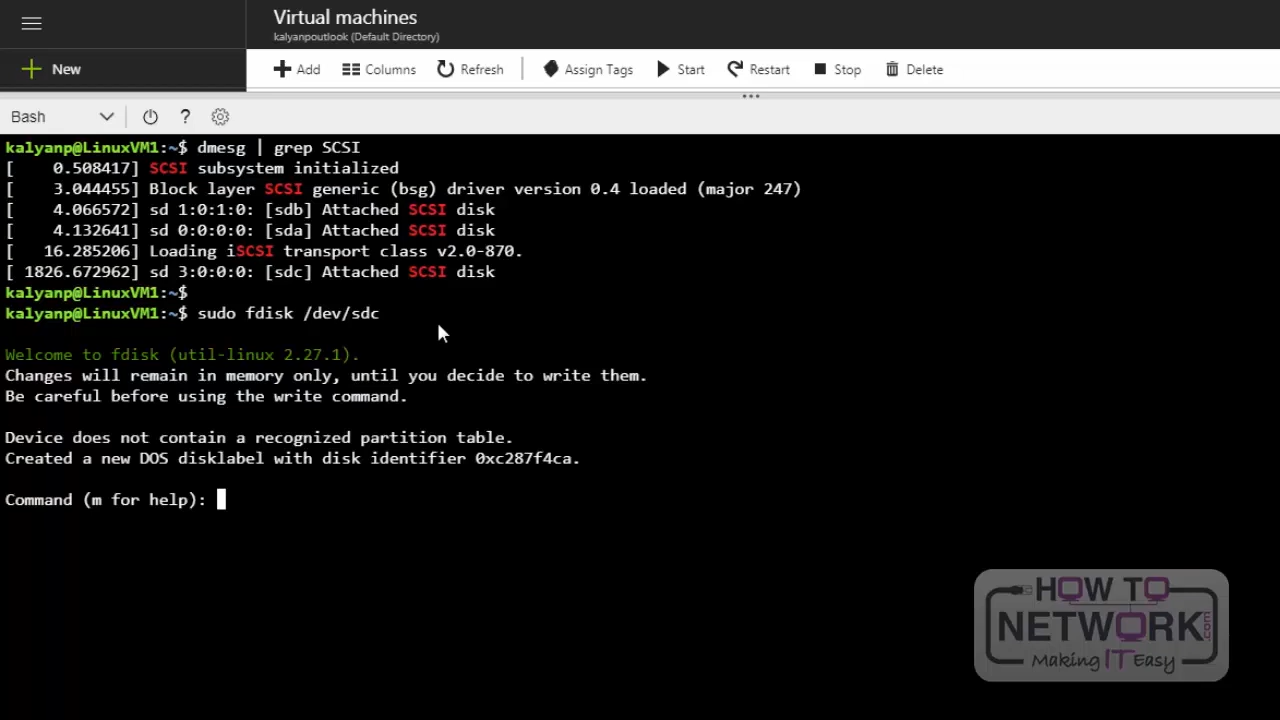 Virtual machines
kalyanpoutlook (Default Directory)
New
Add
Columns
Refresh
Assign Tags
Start
Restart
Stop
Delete
Bash
?
kalyanp@LinuxVM1:~$ dmesg | grep SCSI
[    0.508417] SCSI subsystem initialized
[    3.044455] Block layer SCSI generic (bsg) driver version 0.4 loaded (major 247)
[    4.066572] sd 1:0:1:0: [sdb] Attached SCSI disk
[    4.132641] sd 0:0:0:0: [sda] Attached SCSI disk
[   16.285206] Loading iSCSI transport class v2.0-870.
[ 1826.672962] sd 3:0:0:0: [sdc] Attached SCSI disk
kalyanp@LinuxVM1:~$
kalyanp@LinuxVM1:~$ sudo fdisk /dev/sdc
Welcome to fdisk (util-linux 2.27.1).
Changes will remain in memory only, until you decide to write them.
Be careful before using the write command.
Device does not contain a recognized partition table.
Created a new DOS disklabel with disk identifier 0xc287f4ca.
Command (m for help):
HOW TO
NETWORK.com
Making IT Easy